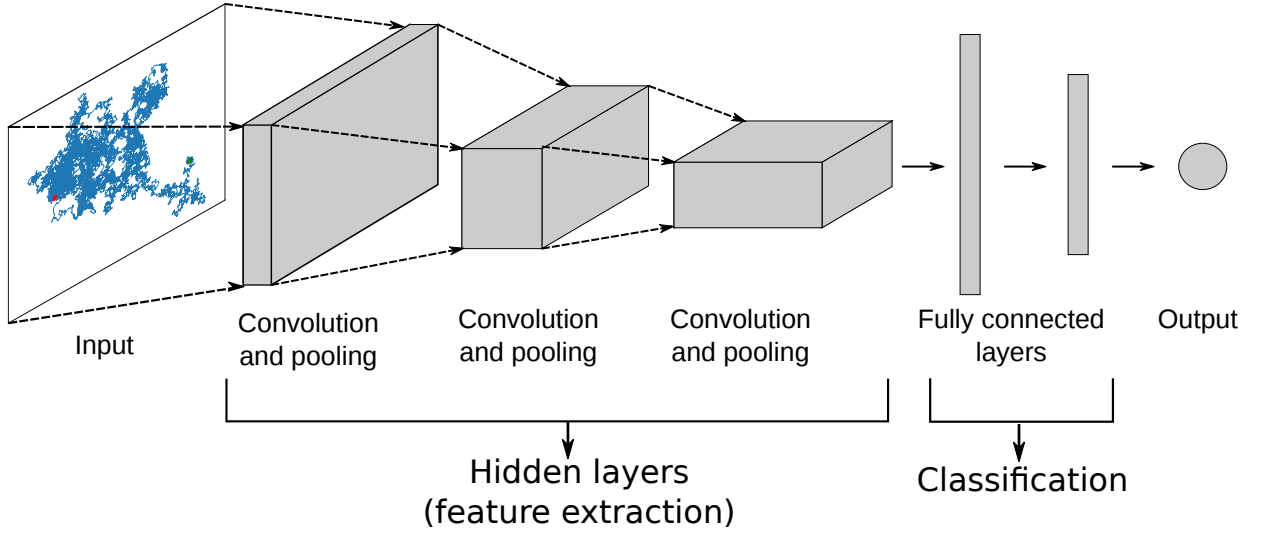 Input
Convolution
and pooling
Convolution
and pooling
Convolution
and pooling
Fully connected
layers
Output
Hidden layers
(feature extraction)
Classification